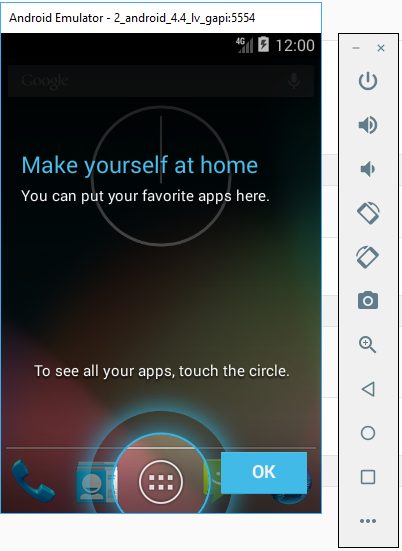 Android Emulator - 2_android_4.4_lv_gapi:5554
4G 12:00
Google
Make yourself at home
You can put your favorite apps here.
To see all your apps, touch the circle.
OK